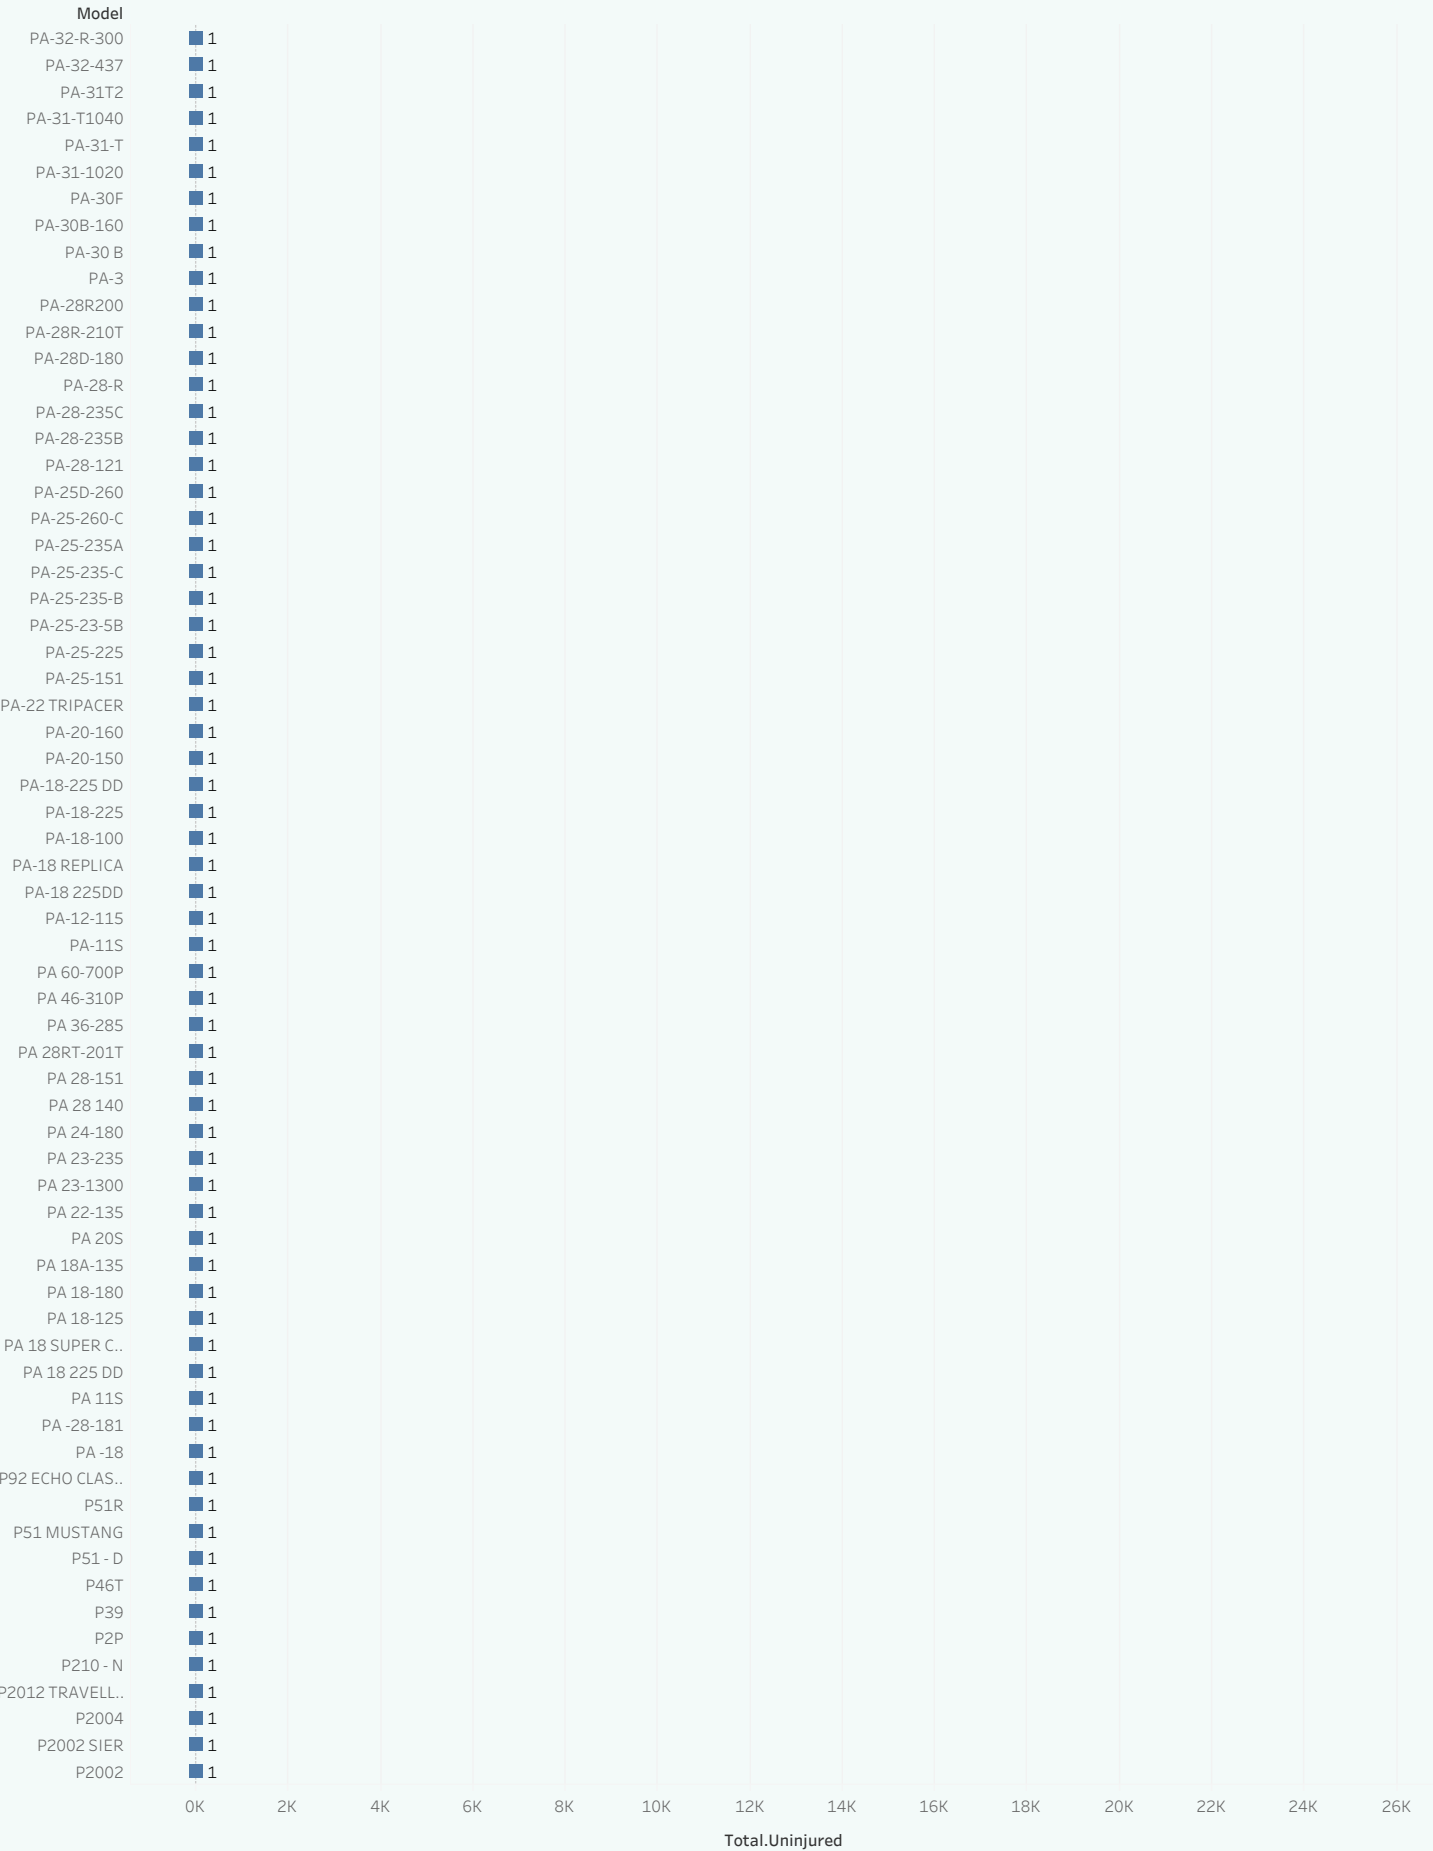 Model
PA-32-R-300 1
PA-32-437 1
PA-31T2 1
PA-31-T1040 1
PA-31-T 1
PA-31-1020 1
PA-30F 1
PA-30B-160 1
PA-30 B 1
PA-3 1
PA-28R200 1
PA-28R-210T 1
PA-28D-180 1
PA-28-R 1
PA-28-235C 1
PA-28-235B 1
PA-28-121 1
PA-25D-260 1
PA-25-260-C 1
PA-25-235A 1
PA-25-235-C 1
PA-25-235-B 1
PA-25-23-5B 1
PA-25-225 1
PA-25-151 1
PA-22 TRIPACER 1
PA-20-160 1
PA-20-150 1
PA-18-225 DD 1
PA-18-225 1
PA-18-100 1
PA-18 REPLICA 1
PA-18 225DD 1
PA-12-115 1
PA-11S 1
PA 60-700P 1
PA 46-310P 1
PA 36-285 1
PA 28RT-201T 1
PA 28-151 1
PA 28 140 1
PA 24-180 1
PA 23-235 1
PA 23-1300 1
PA 22-135 1
PA 20S 1
PA 18A-135 1
PA 18-180 1
PA 18-125 1
PA 18 SUPER C.. 1
PA 18 225 DD 1
PA 11S 1
PA -28-181 1
PA -18 1
P92 ECHO CLAS.. 1
P51R 1
P51 MUSTANG 1
P51 - D 1
P46T 1
P39 1
P2P 1
P210 - N 1
P2012 TRAVELL.. 1
P2004 1
P2002 SIER 1
P2002 1
0K 2K 4K 6K 8K 10K 12K 14K 16K 18K 20K 22K 24K 26K
Total.Uninjured